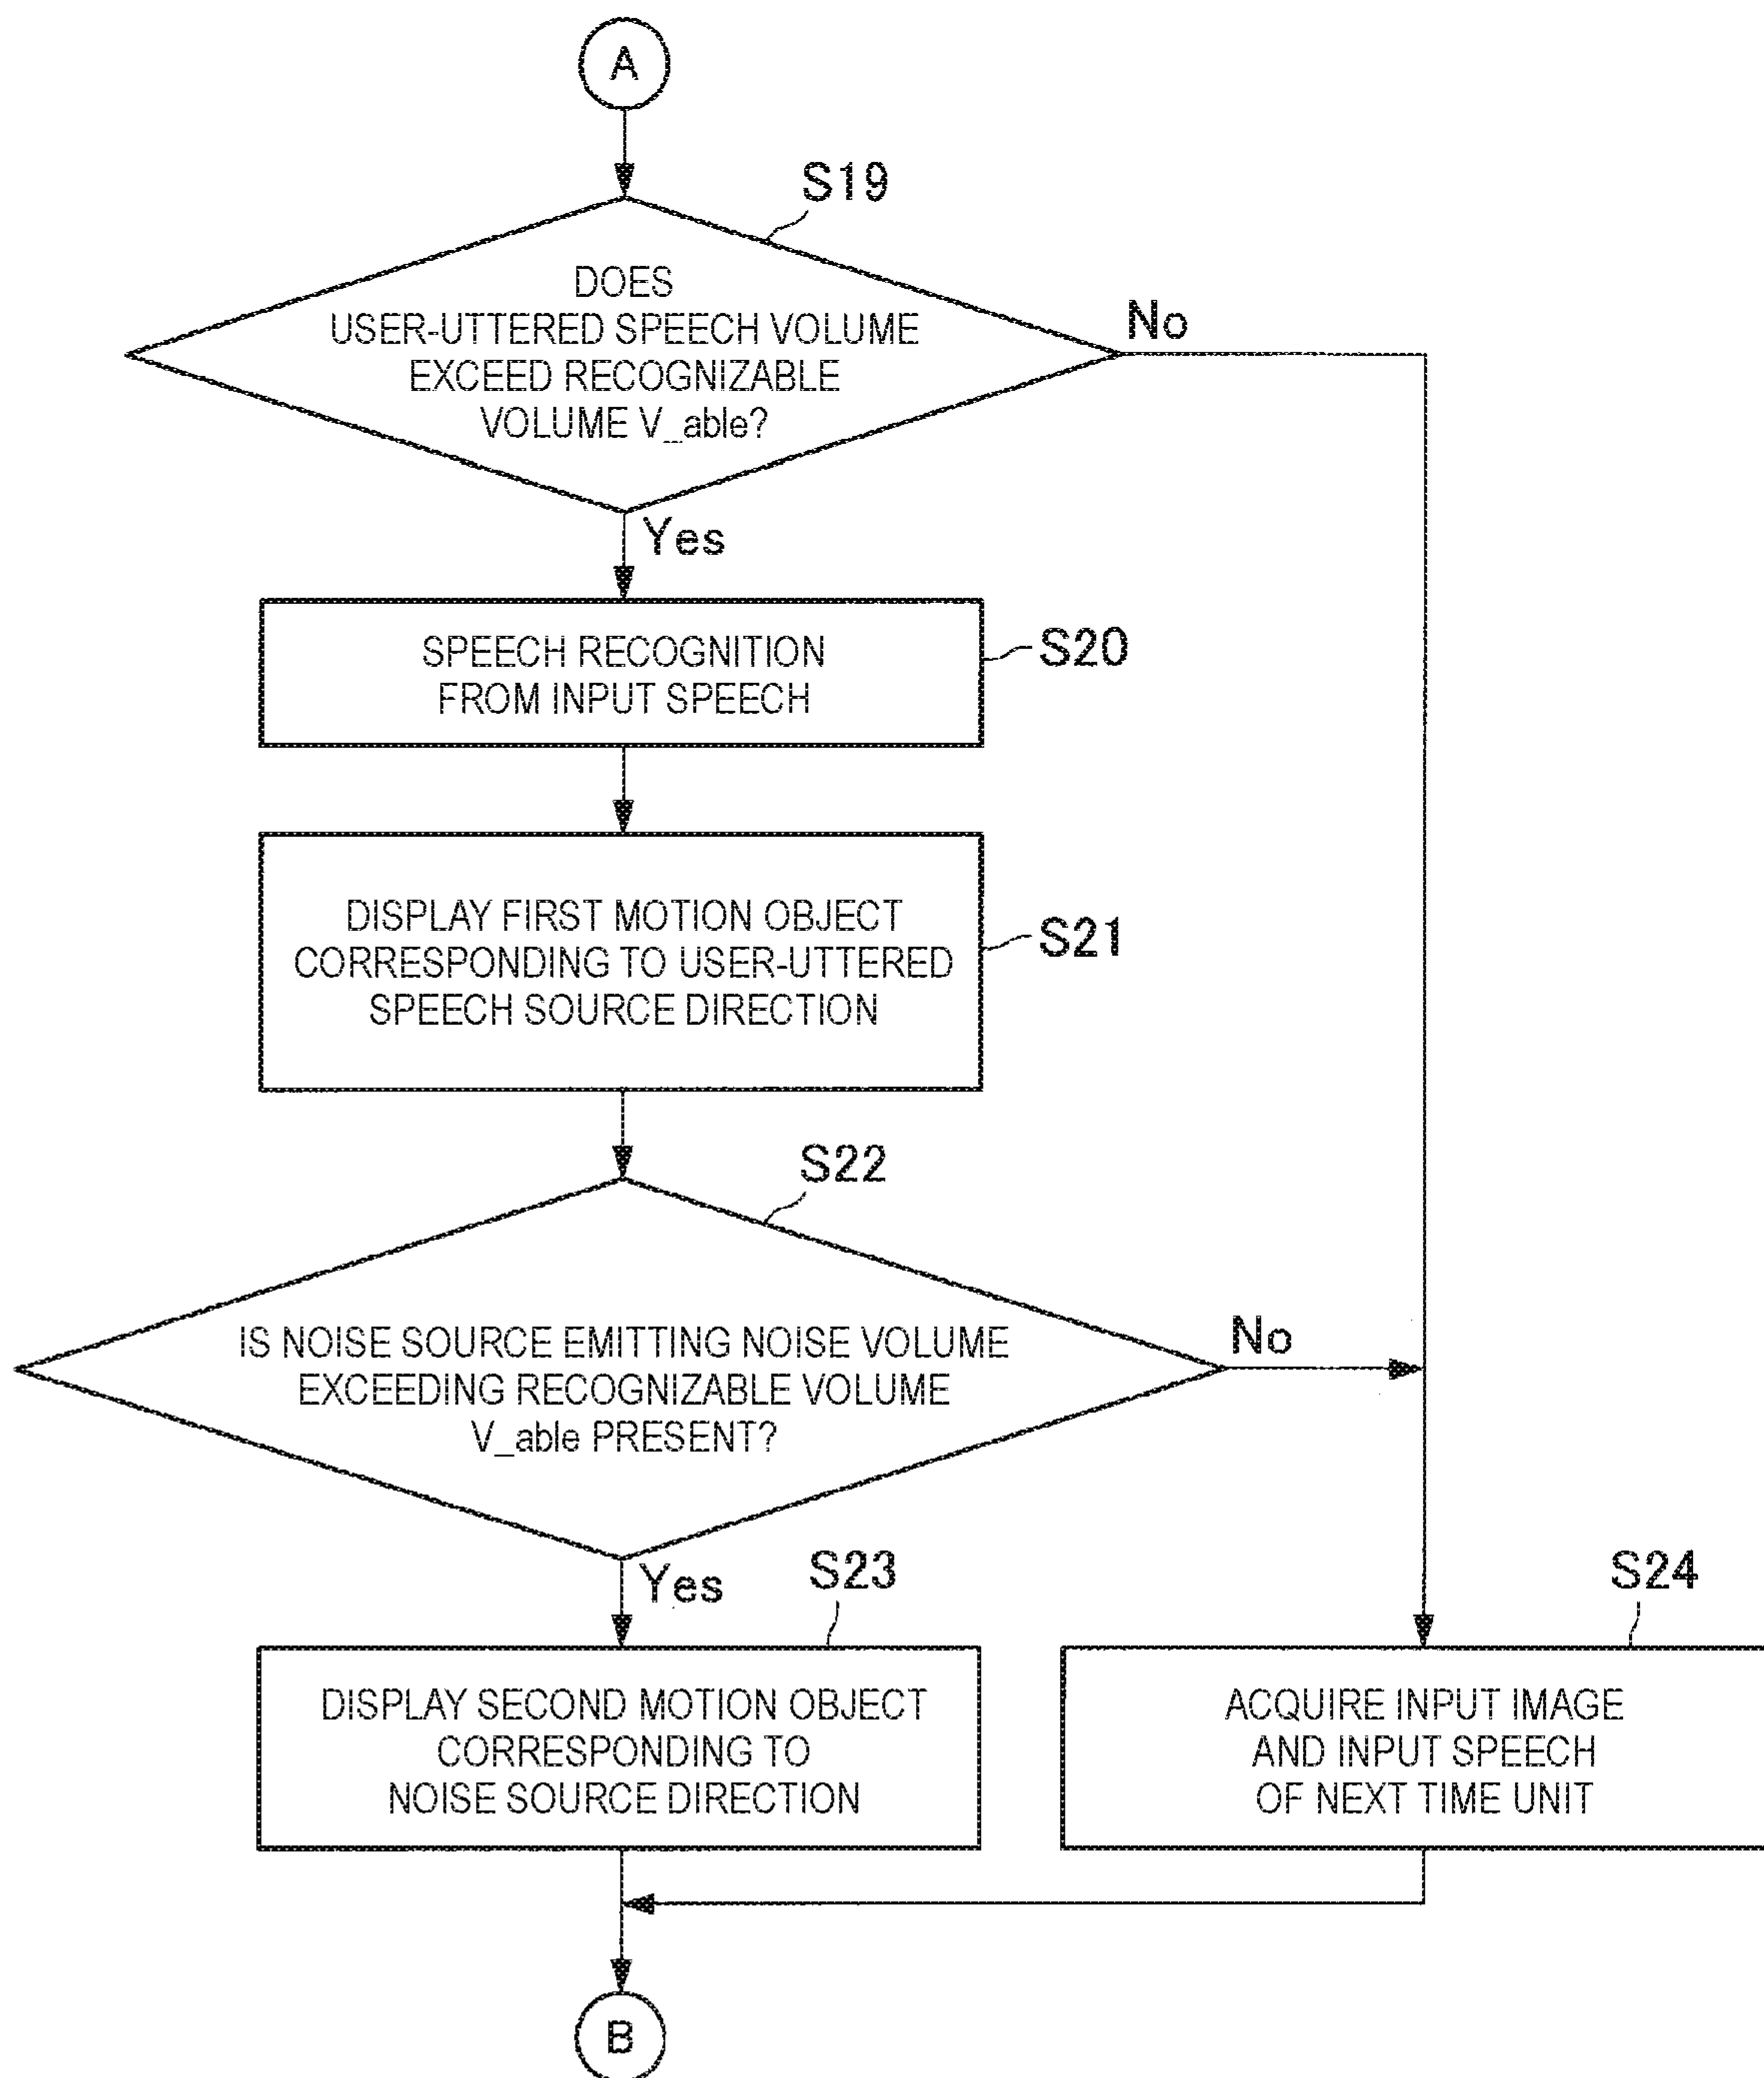 A
S19
DOES
USER-UTTERED SPEECH VOLUME
EXCEED RECOGNIZABLE
VOLUME V_able?
No
Yes
SPEECH RECOGNITION
FROM INPUT SPEECH
S20
DISPLAY FIRST MOTION OBJECT
CORRESPONDING TO USER-UTTERED
SPEECH SOURCE DIRECTION
S21
S22
IS NOISE SOURCE EMITTING NOISE VOLUME
EXCEEDING RECOGNIZABLE VOLUME
V_able PRESENT?
No
Yes
S23
DISPLAY SECOND MOTION OBJECT
CORRESPONDING TO
NOISE SOURCE DIRECTION
S24
ACQUIRE INPUT IMAGE
AND INPUT SPEECH
OF NEXT TIME UNIT
B